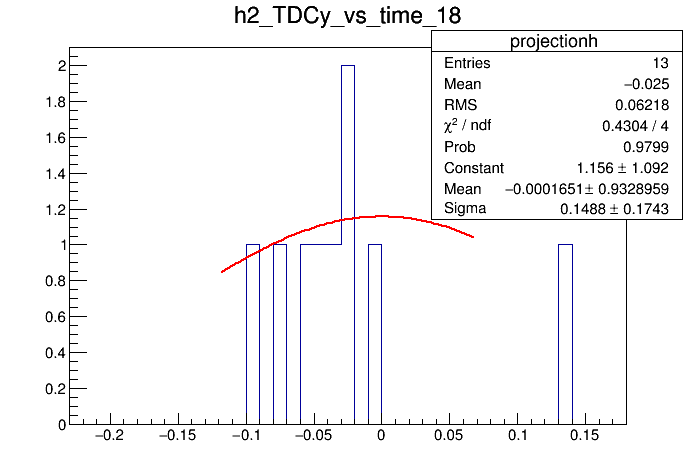 h2_TDCy_vs_time_18
projectionh
Entries 13
Mean −0.025
RMS 0.06218
χ² / ndf 0.4304 / 4
Prob 0.9799
Constant 1.156 ± 1.092
Mean −0.0001651± 0.9328959
Sigma 0.1488 ± 0.1743
2
1.8
1.6
1.4
1.2
1
0.8
0.6
0.4
0.2
0
−0.2 −0.15 −0.1 −0.05 0 0.05 0.1 0.15